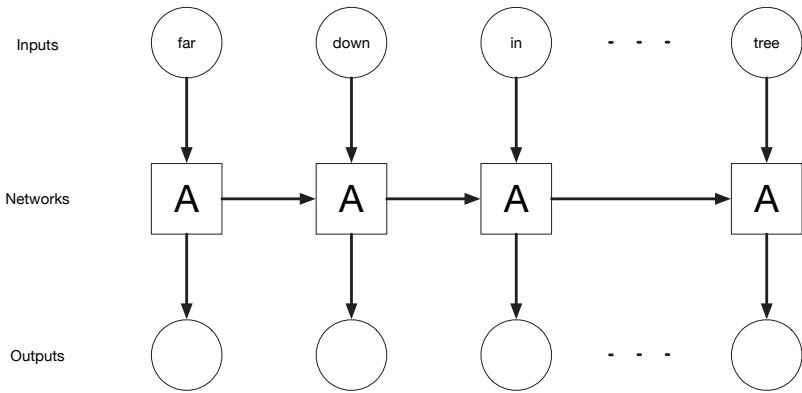 Inputs far down in - - - tree
Networks A A A A
Outputs - - -